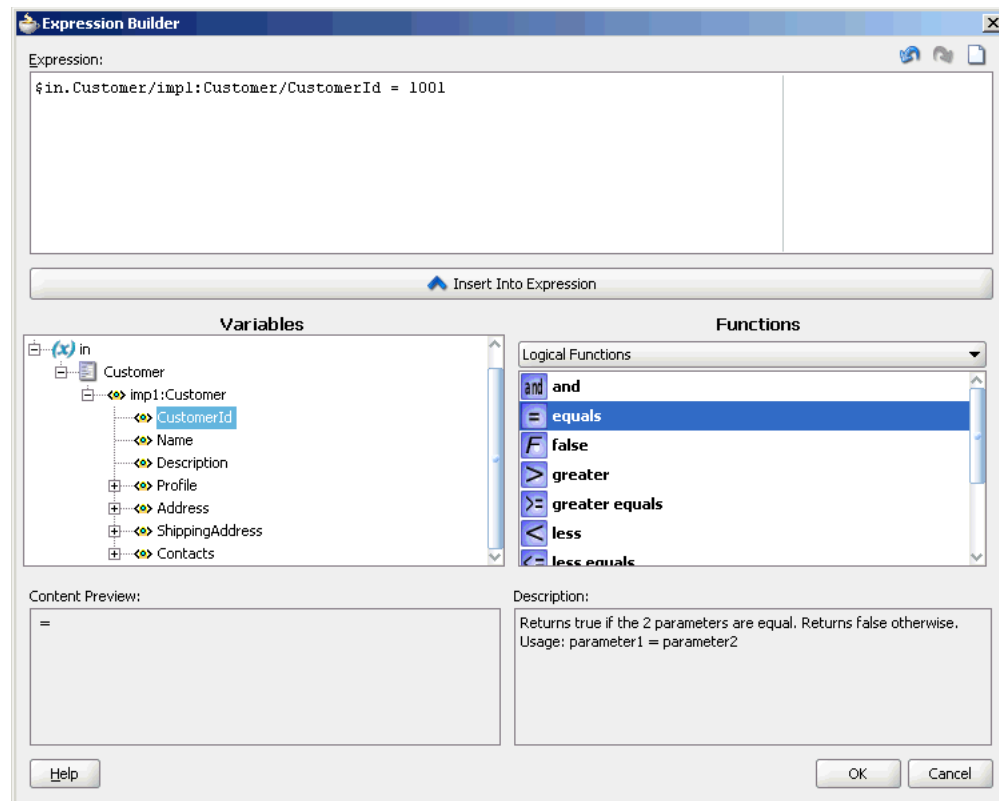 Expression Builder
Expression:
$in.Customer/imp1:Customer/CustomerId = 1001
Insert Into Expression
Variables
(x) in
Customer
imp1:Customer
CustomerId
Name
Description
Profile
Address
ShippingAddress
Contacts
Functions
Logical Functions
and and
= equals
F false
> greater
>= greater equals
< less
<= less equals
Content Preview:
=
Description:
Returns true if the 2 parameters are equal. Returns false otherwise.
Usage: parameter1 = parameter2
Help
OK
Cancel